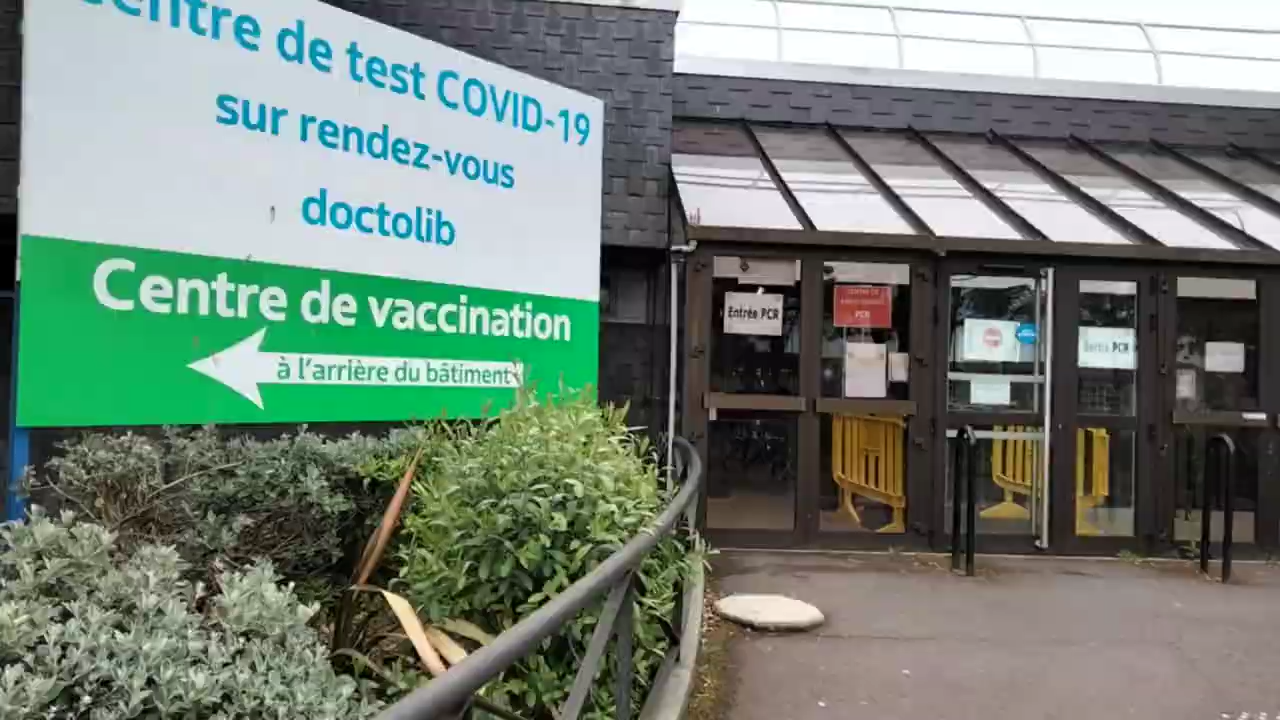 Centre de test COVID-19
sur rendez-vous
doctolib
Centre de vaccination
à l'arrière du bâtiment
Entrée PCR
PCR
Sortie PCR